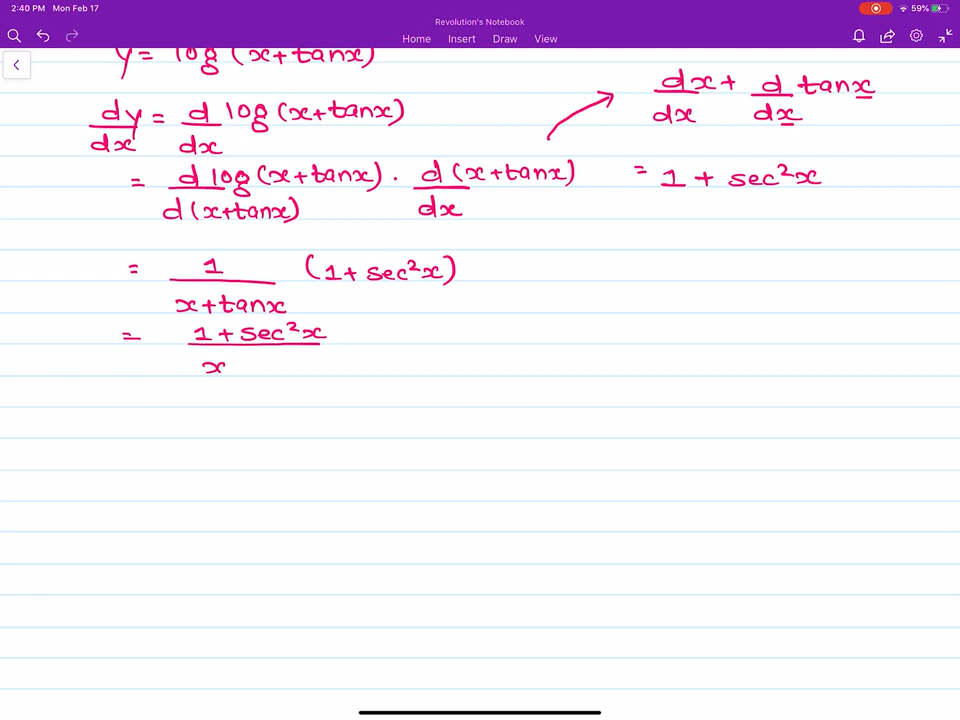 2:40 PM Mon Feb 17 59%
Revolution's Notebook
Home Insert Draw View
y = log (x+tanx)
dy/dx = d/dx log(x+tanx)
= d log(x+tanx)/d(x+tanx) · d(x+tanx)/dx
= 1/(x+tanx) (1+sec²x)
= 1+sec²x/x
dx/dx + d/dx tanx
= 1 + sec²x